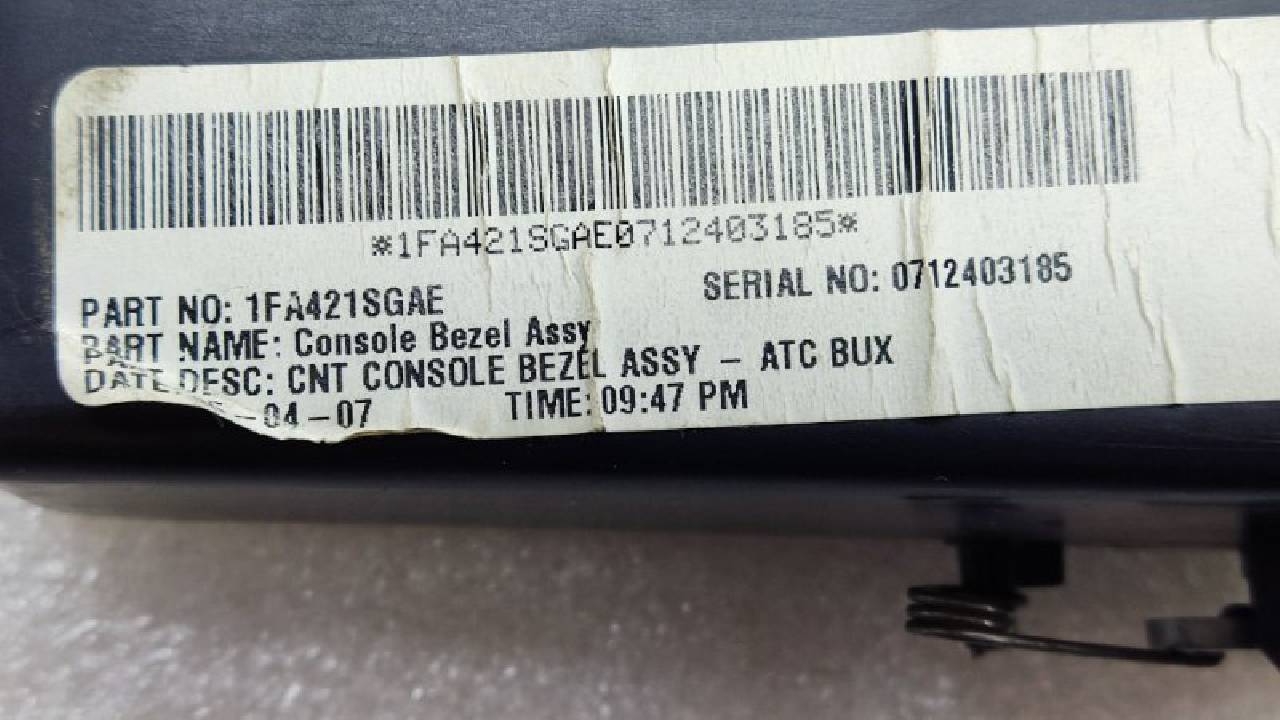 *1FA421SGAE0712403185*
PART NO: 1FA421SGAE SERIAL NO: 0712403185
PART NAME: Console Bezel Assy
DESC: CNT CONSOLE BEZEL ASSY - ATC BUX
DATE -04-07 TIME: 09:47 PM